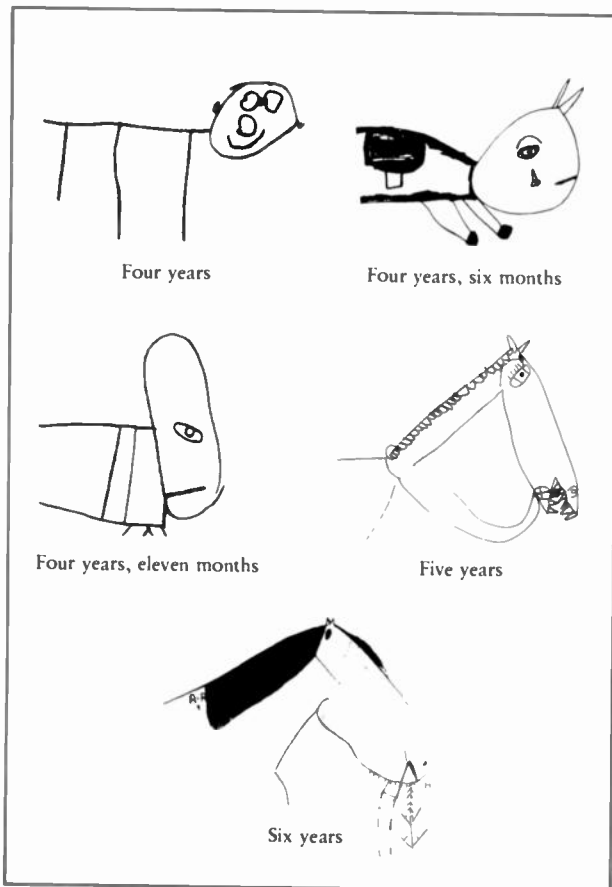 Four years
Four years, six months
Four years, eleven months
Five years
Six years